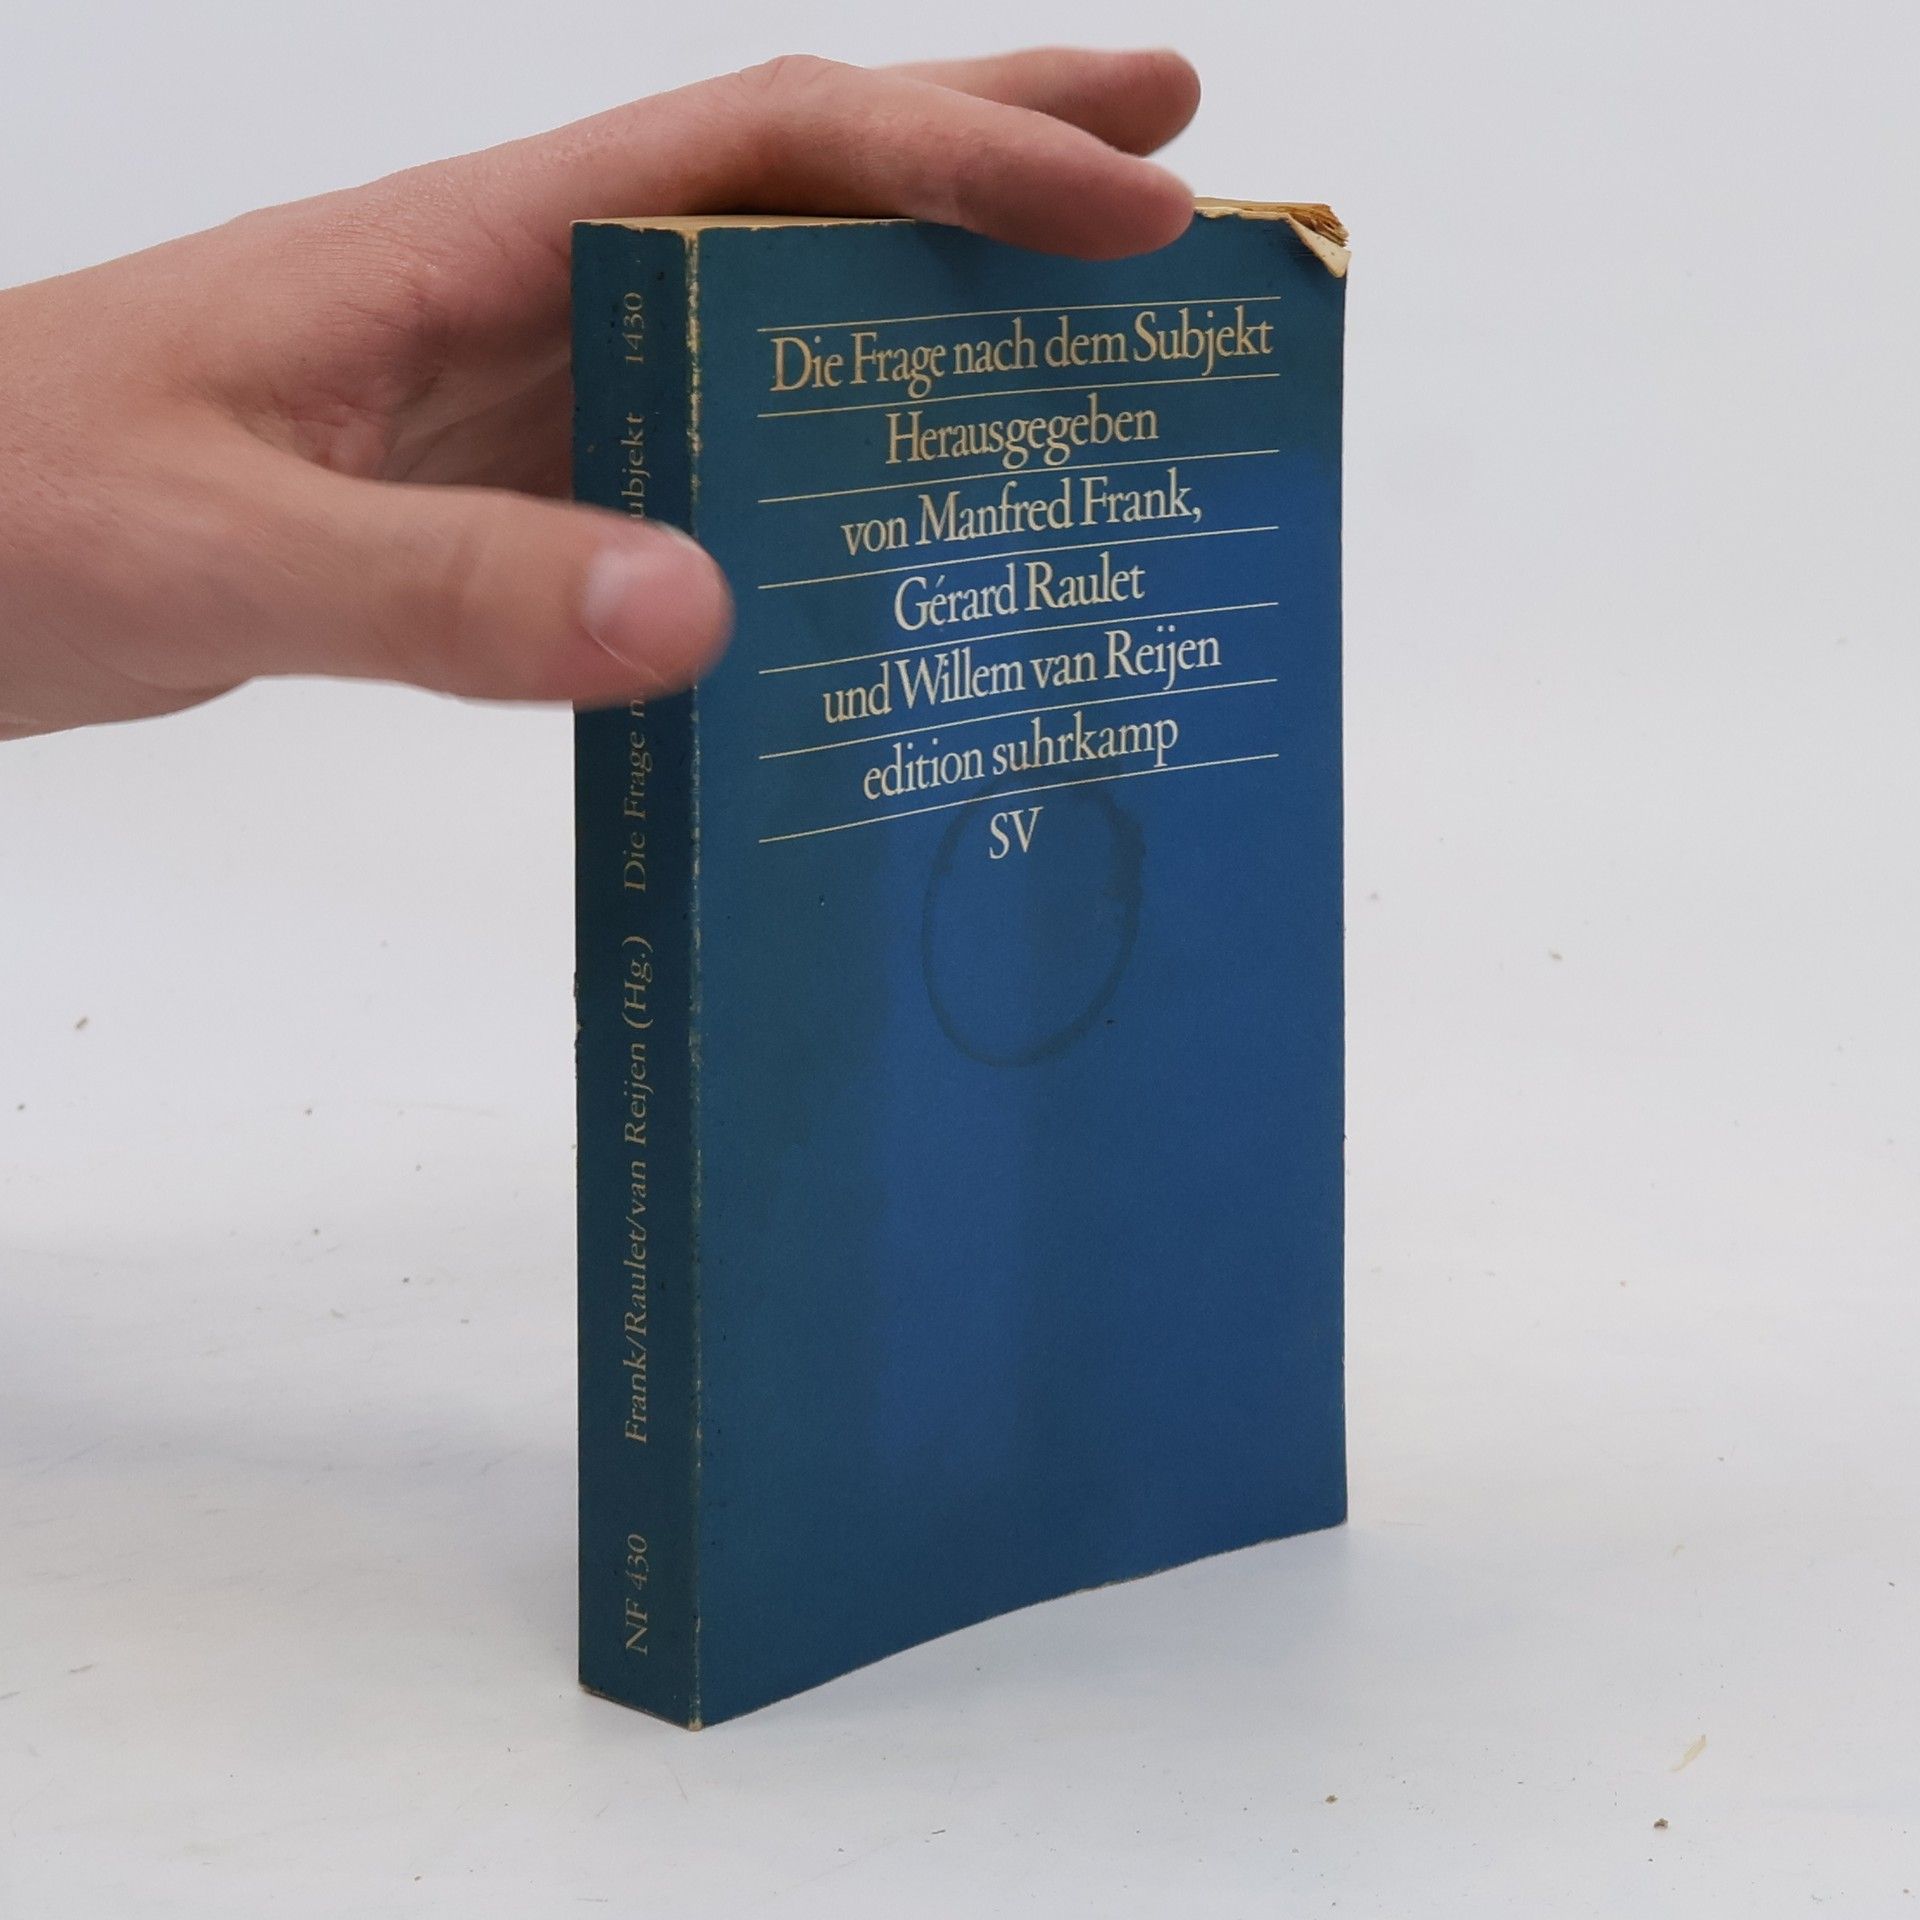 Die Frage nach dem Subjekt
Herausgegeben
von Manfred Frank,
Gérard Raulet
und Willem van Reijen
edition suhrkamp
SV
NF 430 Frank/Raulet/van Reijen (Hg.) Die Frage 1430